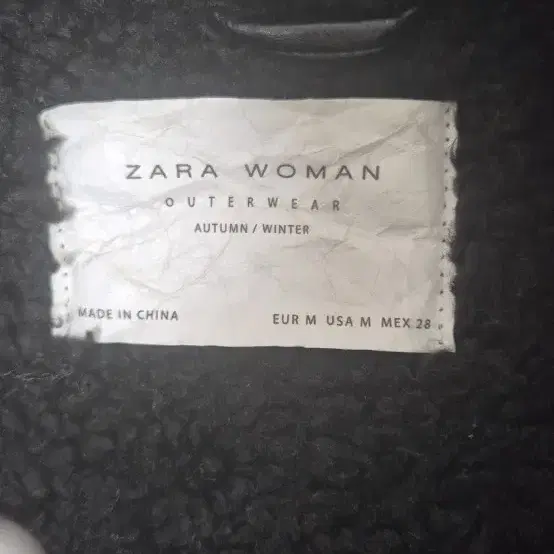 ZARA WOMAN
OUTERWEAR
AUTUMN / WINTER
MADE IN CHINA
EUR M USA M MEX 28